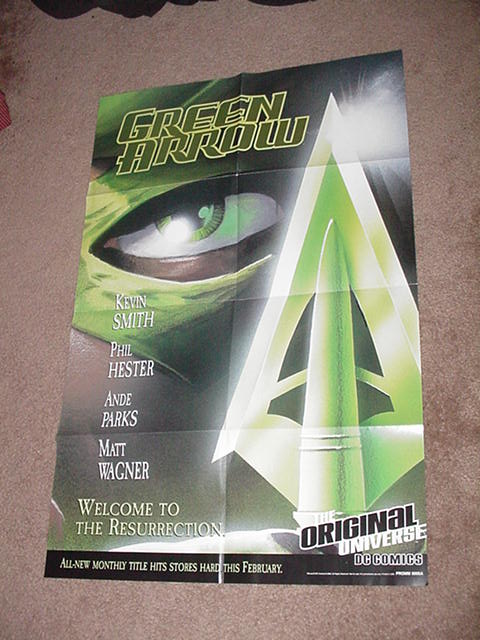 GREEN
ARROW
KEVIN
SMITH
PHIL
HESTER
ANDE
PARKS
MATT
WAGNER
WELCOME TO
THE RESURRECTION.
THE
ORIGINAL
UNIVERSE
DC COMICS
ALL-NEW MONTHLY TITLE HITS STORES HARD THIS FEBRUARY.